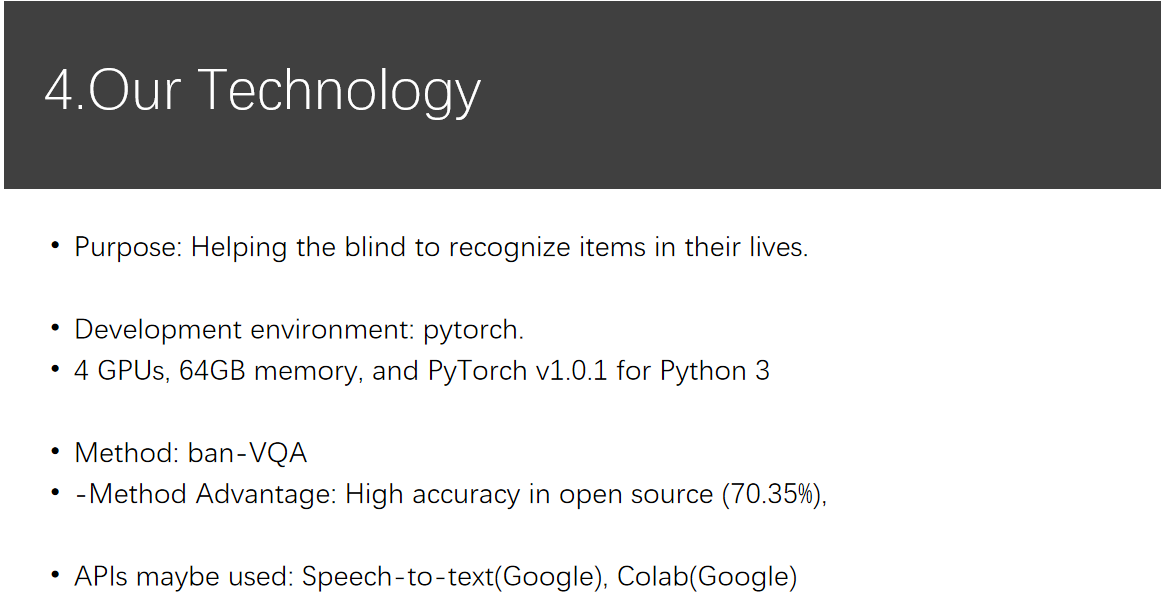 4.Our Technology
• Purpose: Helping the blind to recognize items in their lives.
• Development environment: pytorch.
• 4 GPUs, 64GB memory, and PyTorch v1.0.1 for Python 3
• Method: ban-VQA
• -Method Advantage: High accuracy in open source (70.35%),
• APIs maybe used: Speech-to-text(Google), Colab(Google)